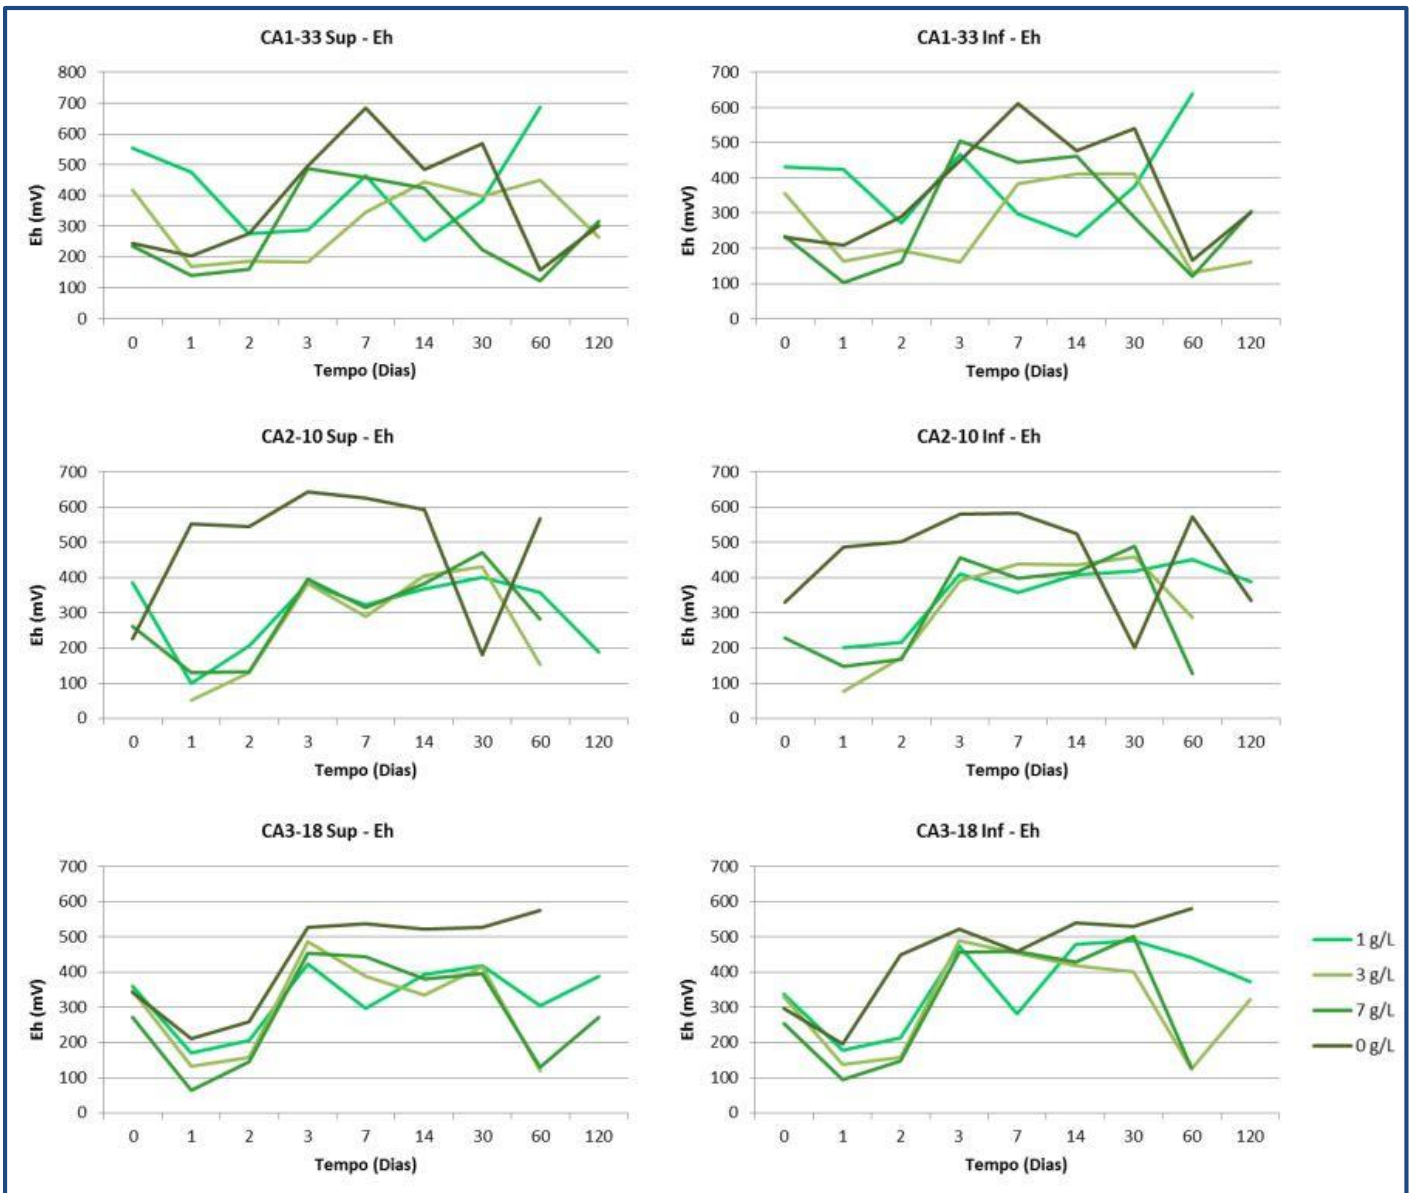 CA1-33 Sup - Eh
800
700
600
500
400
300
200
100
0
Eh (mV)
0 1 2 3 7 14 30 60 120
Tempo (Dias)
CA1-33 Inf - Eh
700
600
500
400
300
200
100
0
Eh (mvV)
0 1 2 3 7 14 30 60 120
Tempo (Dias)
CA2-10 Sup - Eh
700
600
500
400
300
200
100
0
Eh (mV)
0 1 2 3 7 14 30 60 120
Tempo (Dias)
CA2-10 Inf - Eh
700
600
500
400
300
200
100
0
Eh (mV)
0 1 2 3 7 14 30 60 120
Tempo (Dias)
CA3-18 Sup - Eh
700
600
500
400
300
200
100
0
Eh (mV)
0 1 2 3 7 14 30 60 120
Tempo (Dias)
CA3-18 Inf - Eh
700
600
500
400
300
200
100
0
Eh (mV)
0 1 2 3 7 14 30 60 120
Tempo (Dias)
1 g/L
3 g/L
7 g/L
0 g/L